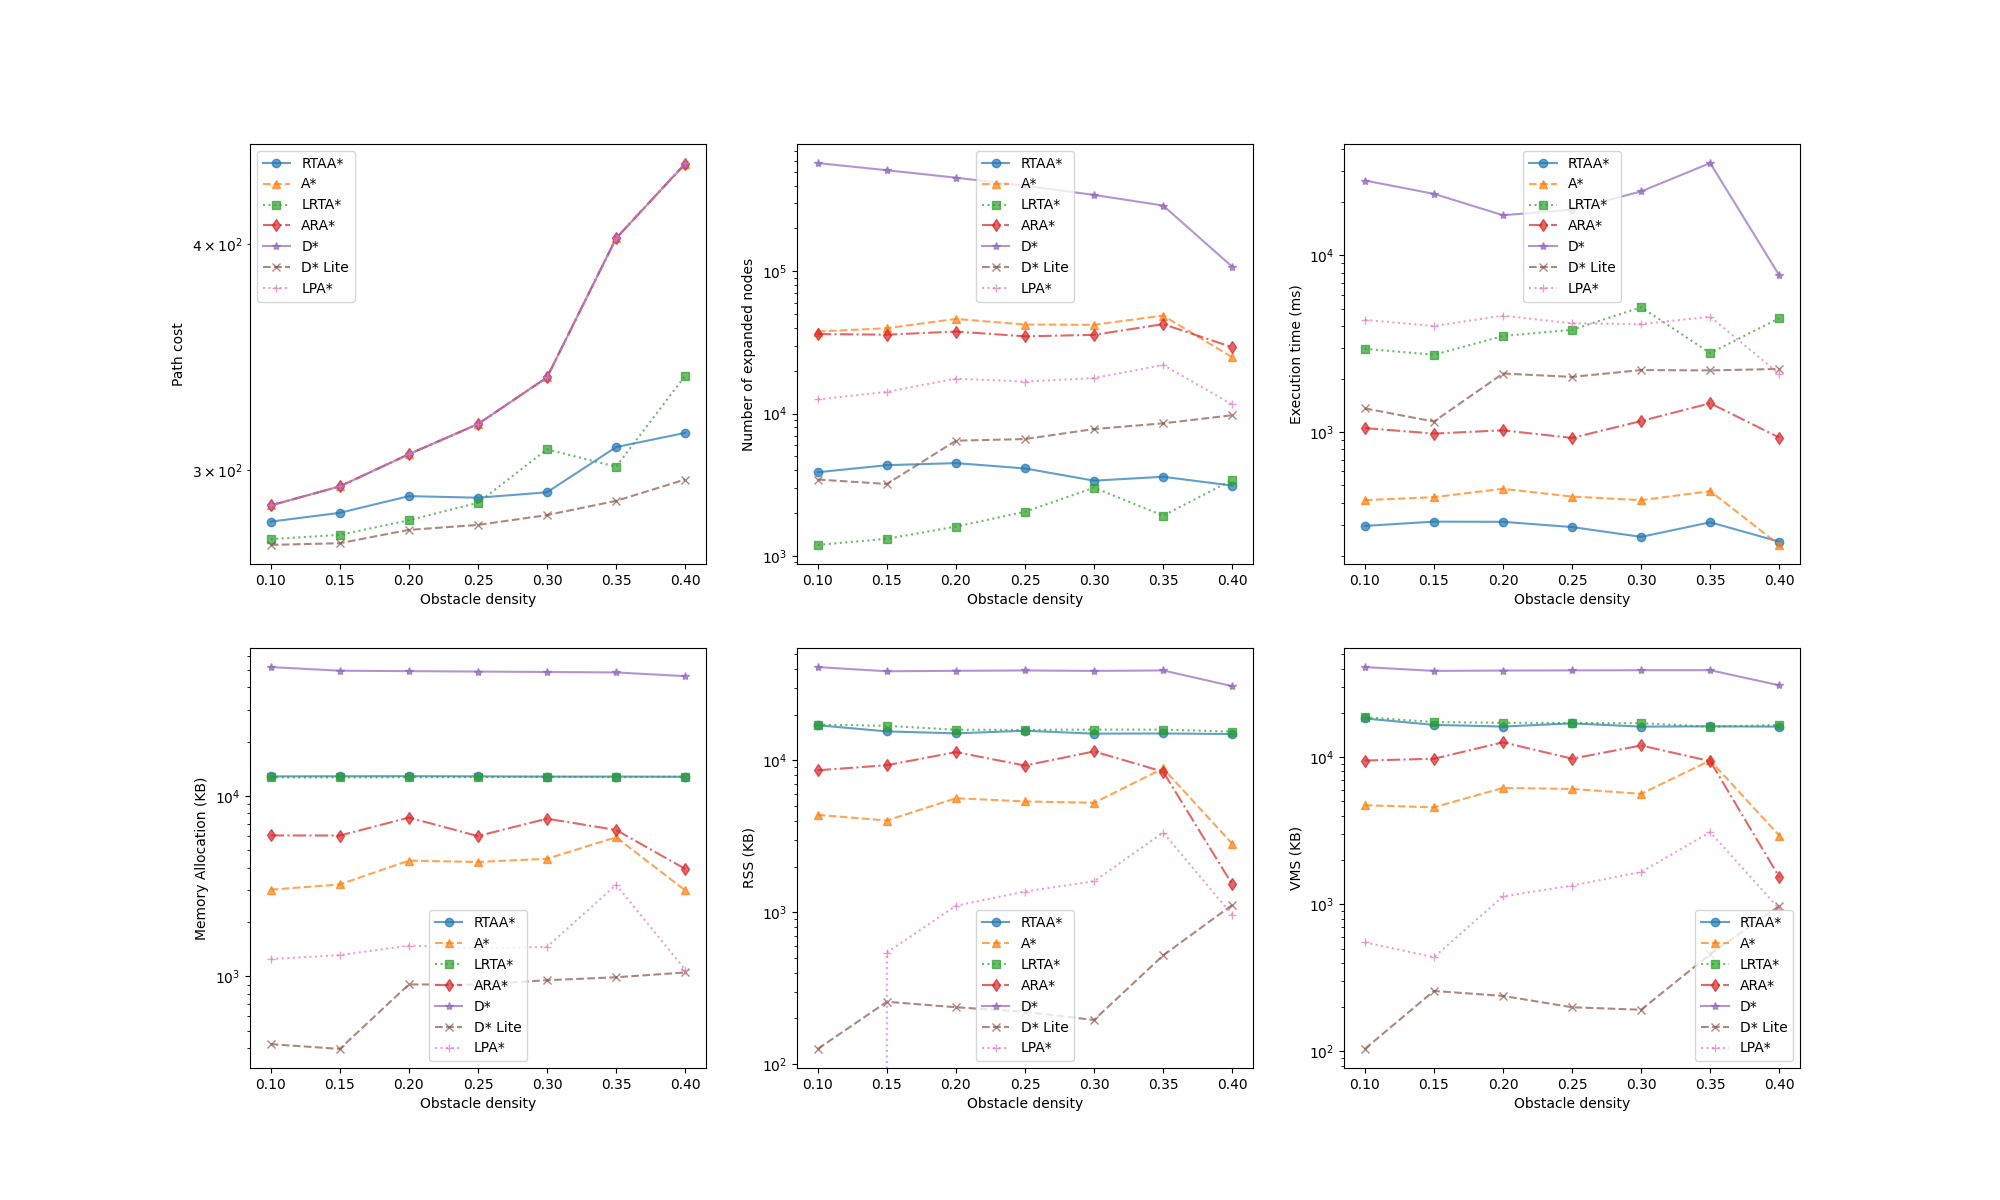 Path cost
4 × 10²
3 × 10²
RTAA*
A*
LRTA*
ARA*
D*
D* Lite
LPA*
0.10 0.15 0.20 0.25 0.30 0.35 0.40
Obstacle density
Number of expanded nodes
10⁵
10⁴
10³
RTAA*
A*
LRTA*
ARA*
D*
D* Lite
LPA*
0.10 0.15 0.20 0.25 0.30 0.35 0.40
Obstacle density
Execution time (ms)
10⁴
10³
RTAA*
A*
LRTA*
ARA*
D*
D* Lite
LPA*
0.10 0.15 0.20 0.25 0.30 0.35 0.40
Obstacle density
Memory Allocation (KB)
10⁴
10³
RTAA*
A*
LRTA*
ARA*
D*
D* Lite
LPA*
0.10 0.15 0.20 0.25 0.30 0.35 0.40
Obstacle density
RSS (KB)
10⁴
10³
10²
RTAA*
A*
LRTA*
ARA*
D*
D* Lite
LPA*
0.10 0.15 0.20 0.25 0.30 0.35 0.40
Obstacle density
VMS (KB)
10⁴
10³
10²
RTAA*
A*
LRTA*
ARA*
D*
D* Lite
LPA*
0.10 0.15 0.20 0.25 0.30 0.35 0.40
Obstacle density